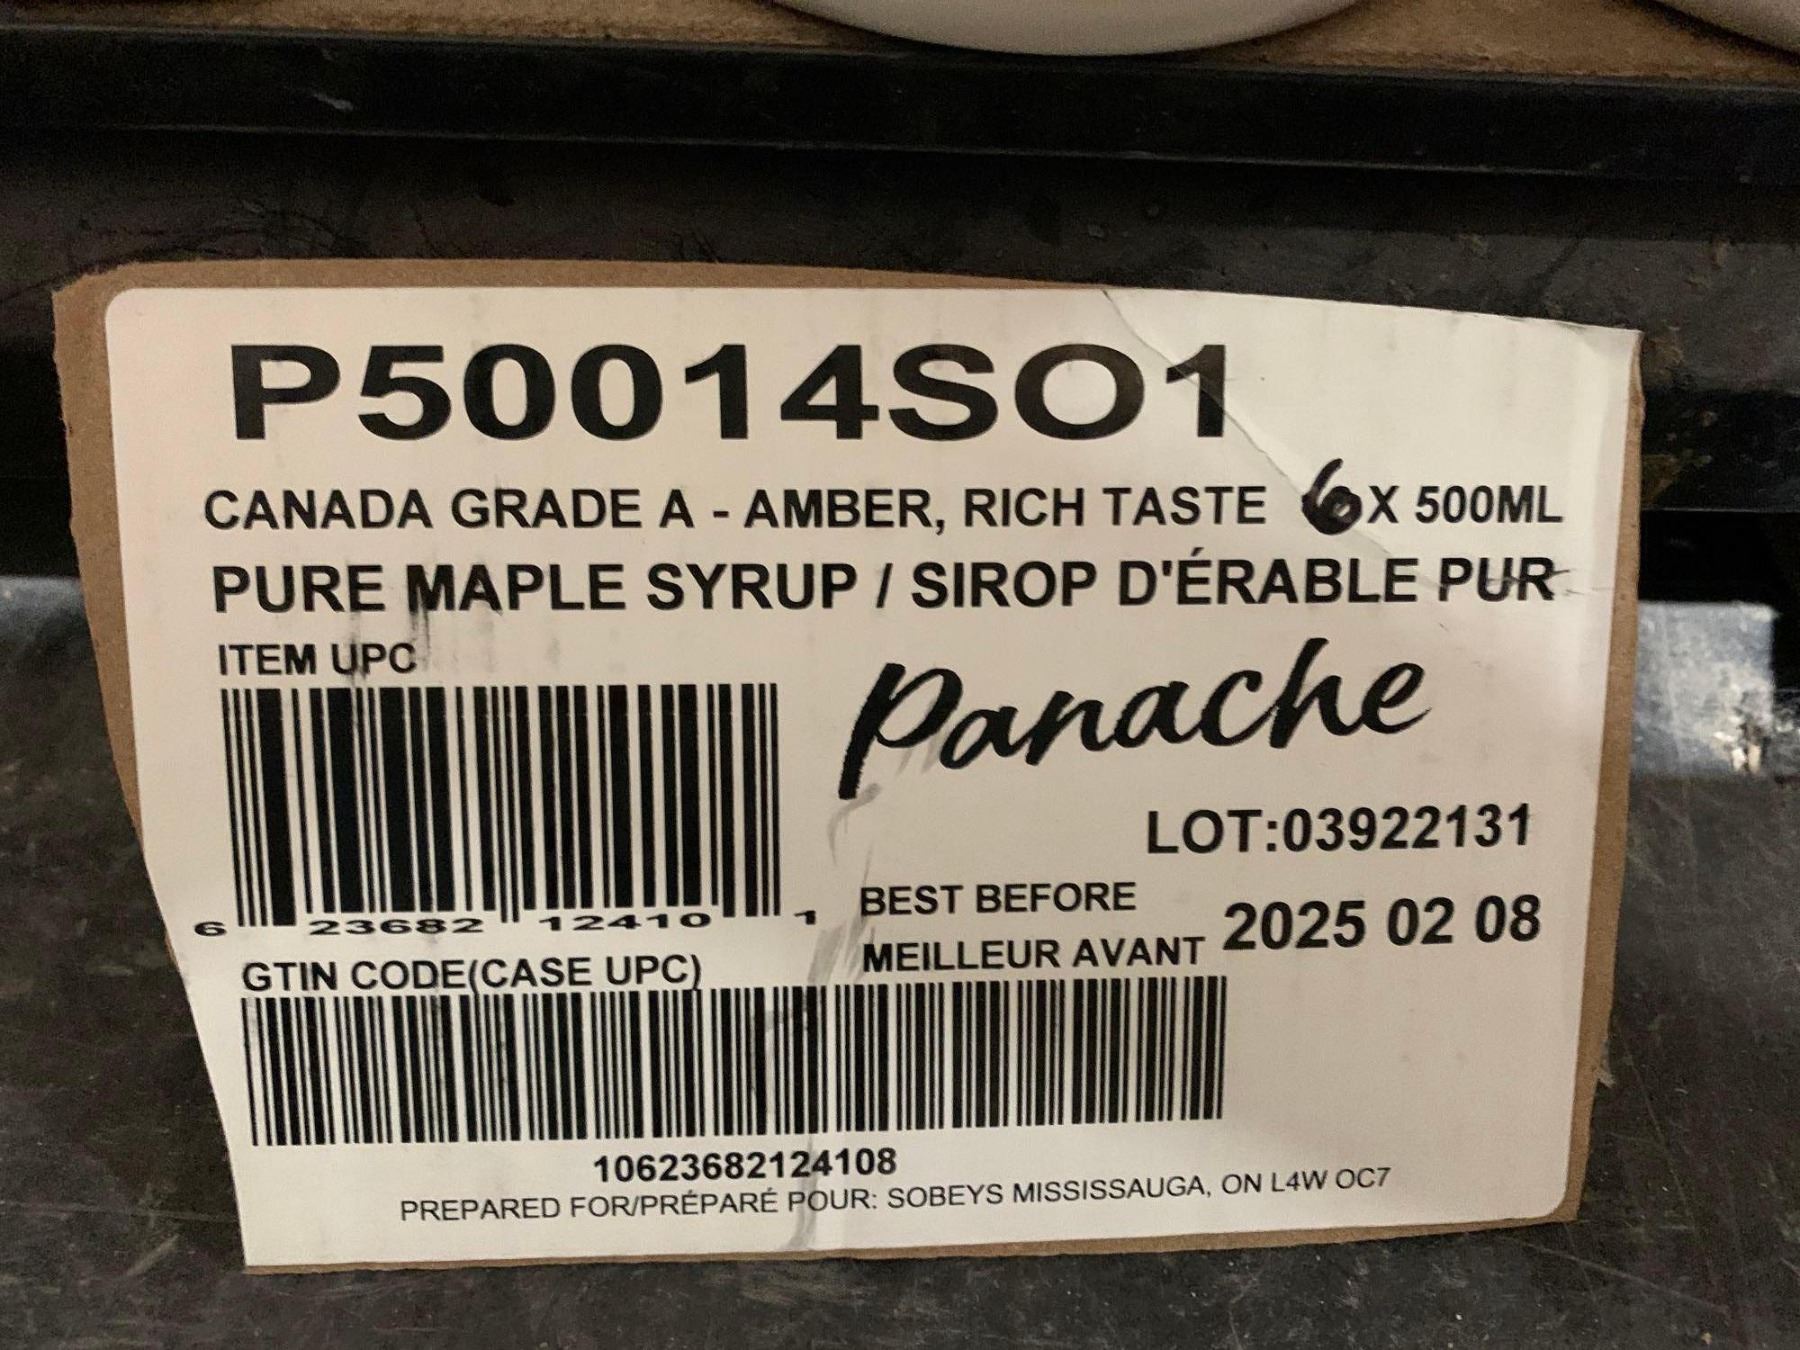 P50014SO1
CANADA GRADE A - AMBER, RICH TASTE 6X 500ML
PURE MAPLE SYRUP / SIROP D'ÉRABLE PUR
ITEM UPC
Panache
LOT:03922131
6 23682 12410 1
BEST BEFORE
MEILLEUR AVANT 2025 02 08
GTIN CODE(CASE UPC)
10623682124108
PREPARED FOR/PRÉPARÉ POUR: SOBEYS MISSISSAUGA, ON L4W OC7